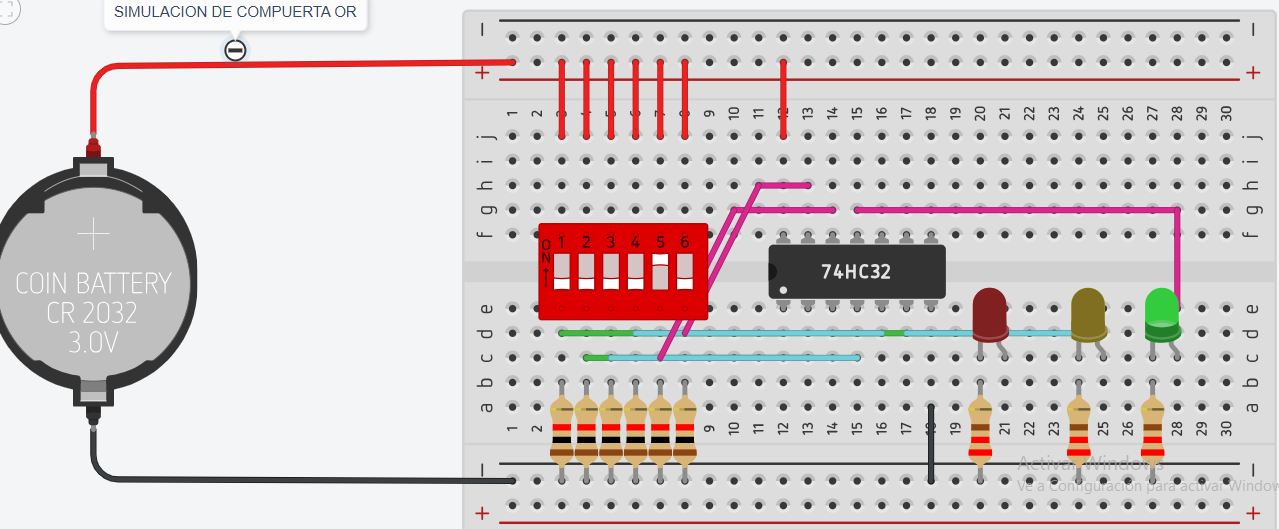 SIMULACION DE COMPUERTA OR
− −
+ +
1 2 3 4 5 6 7 8 9 10 11 12 13 14 15 16 17 18 19 20 21 22 23 24 25 26 27 28 29 30
j j
i i
h h
g g
f f
ON 1 2 3 4 5 6
74HC32
COIN BATTERY
CR 2032
3.0V
e e
d d
c c
b b
a a
1 2 3 4 5 6 7 8 9 10 11 12 13 14 15 16 17 18 19 20 21 22 23 24 25 26 27 28 29 30
Activar Windows
Ve a Configuración para activar Window
− −
+ +